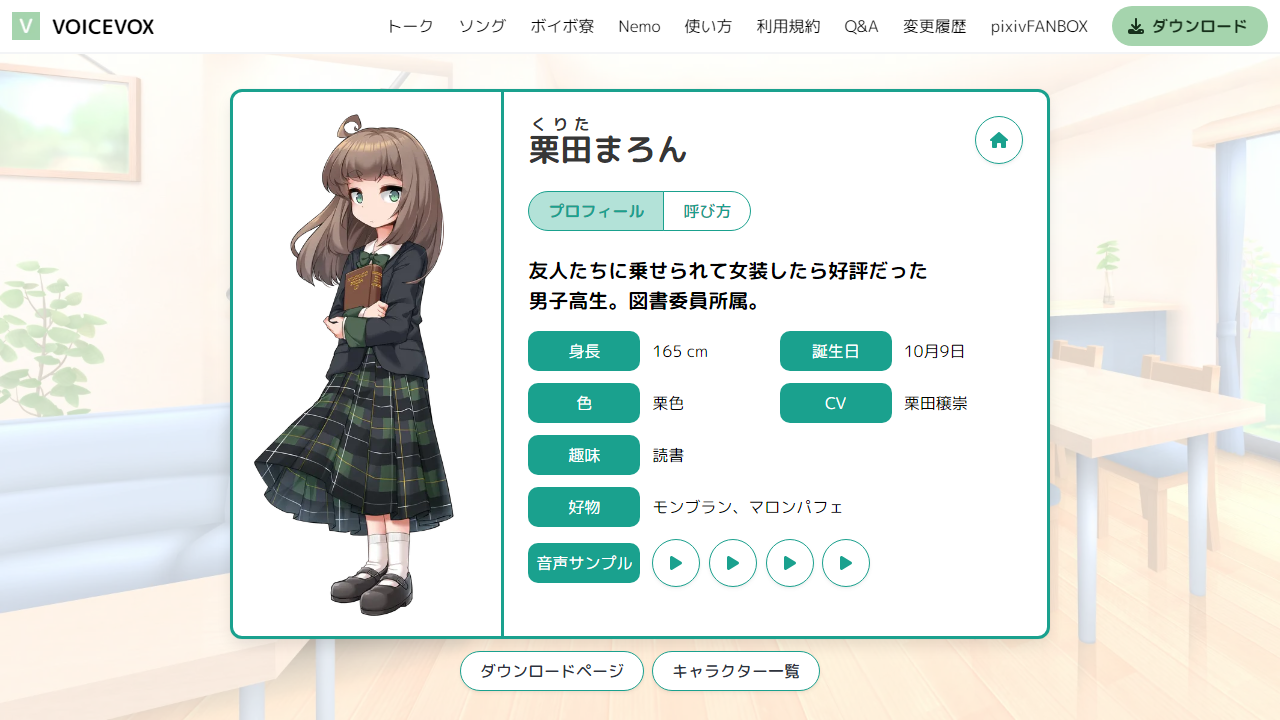 V VOICEVOX トーク ソング ボイボ寮 Nemo 使い方 利用規約 Q&A 変更履歴 pixivFANBOX ダウンロード
くりた
栗田まろん
プロフィール 呼び方
友人たちに乗せられて女装したら好評だった
男子高生。図書委員所属。
身長 165 cm 誕生日 10月9日
色 栗色 CV 栗田穣崇
趣味 読書
好物 モンブラン、マロンパフェ
音声サンプル
ダウンロードページ キャラクター一覧